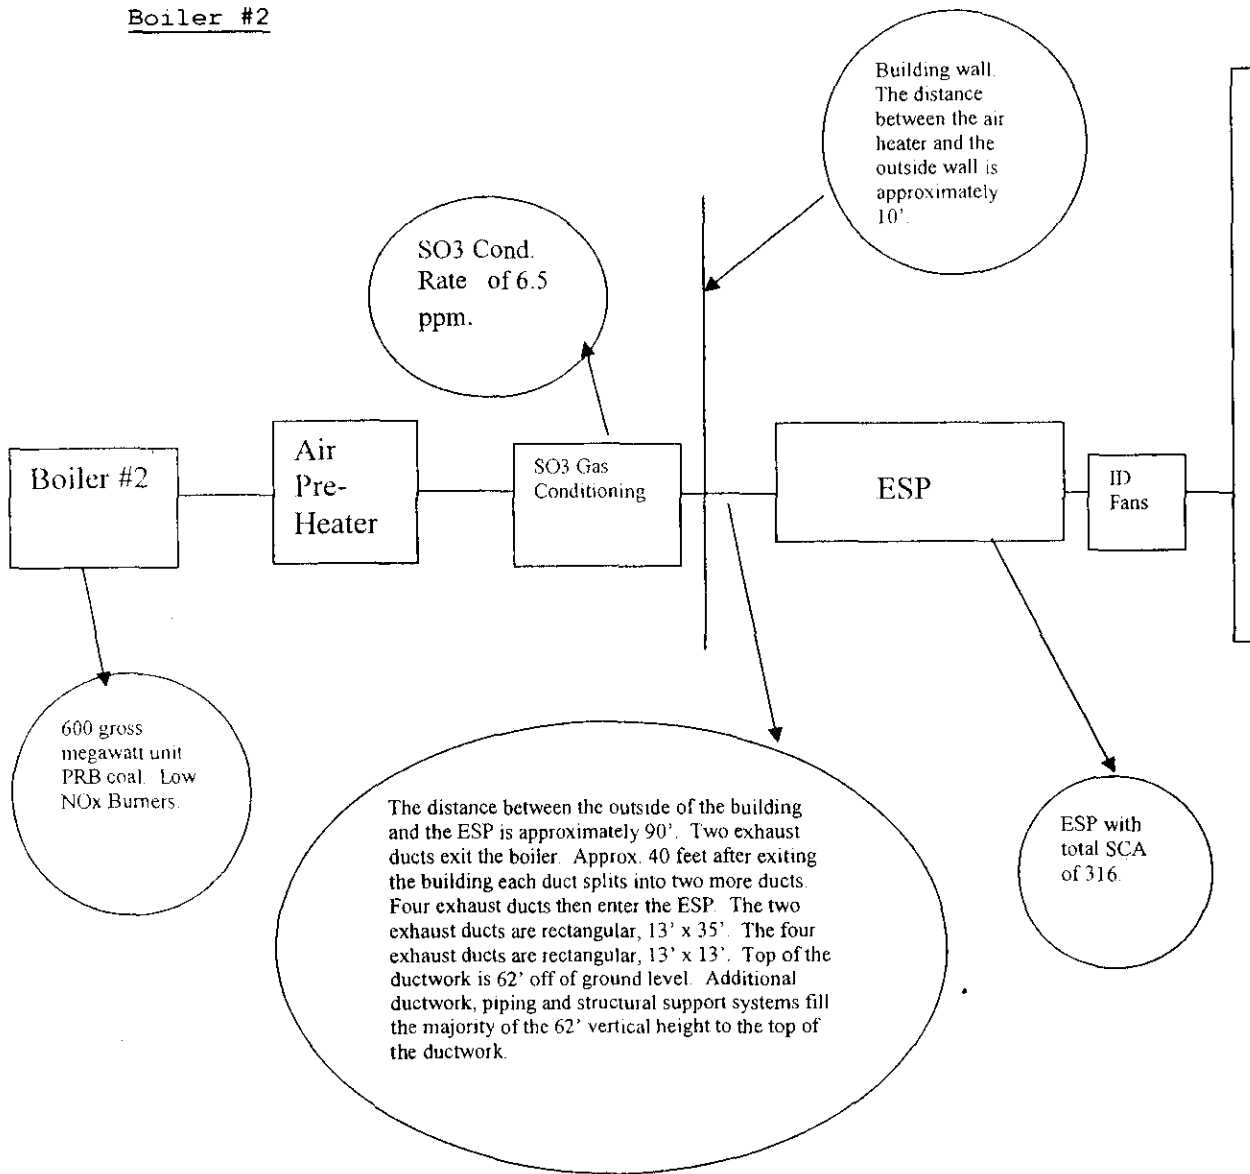 Boiler #2
Building wall.
The distance
between the air
heater and the
outside wall is
approximately
10'.
SO3 Cond.
Rate of 6.5
ppm.
Boiler #2
Air
Pre-
Heater
SO3 Gas
Conditioning
ESP
ID
Fans
600 gross
megawatt unit
PRB coal. Low
NOx Burners.
The distance between the outside of the building
and the ESP is approximately 90'. Two exhaust
ducts exit the boiler. Approx. 40 feet after exiting
the building each duct splits into two more ducts.
Four exhaust ducts then enter the ESP. The two
exhaust ducts are rectangular, 13' x 35'. The four
exhaust ducts are rectangular, 13' x 13'. Top of the
ductwork is 62' off of ground level. Additional
ductwork, piping and structural support systems fill
the majority of the 62' vertical height to the top of
the ductwork.
ESP with
total SCA
of 316.